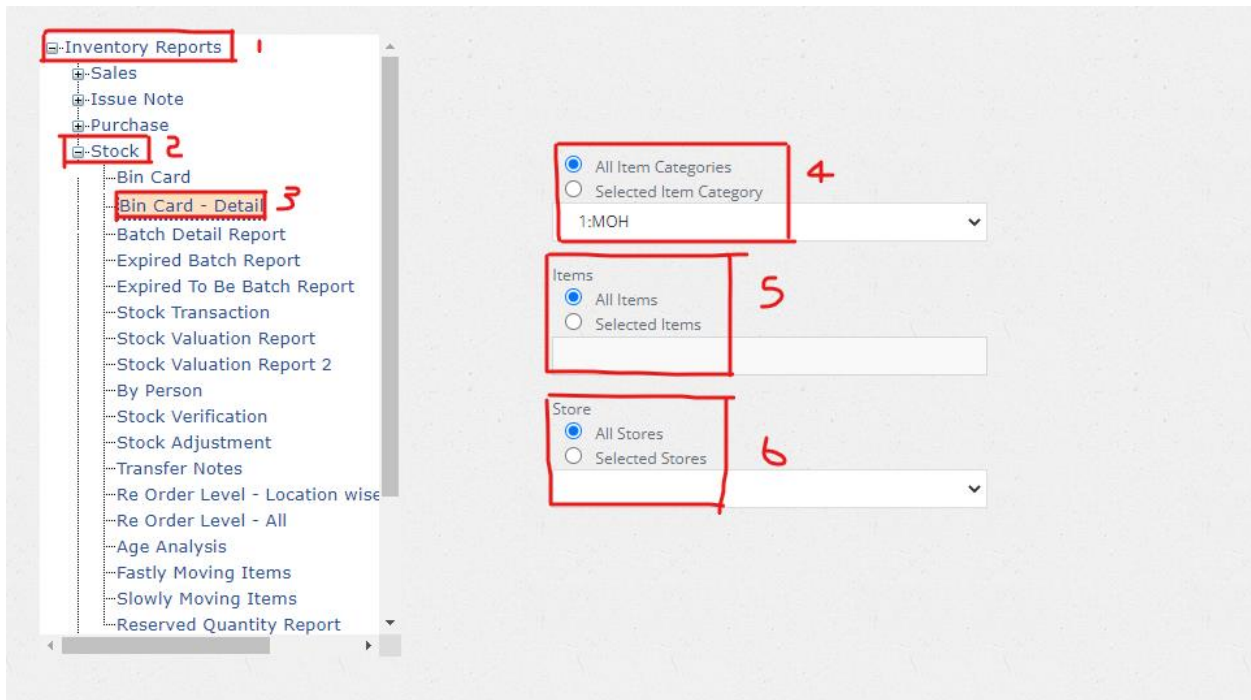 Inventory Reports 1
Sales
Issue Note
Purchase
Stock 2
Bin Card
Bin Card - Detail 3
Batch Detail Report
Expired Batch Report
Expired To Be Batch Report
Stock Transaction
Stock Valuation Report
Stock Valuation Report 2
By Person
Stock Verification
Stock Adjustment
Transfer Notes
Re Order Level - Location wise
Re Order Level - All
Age Analysis
Fastly Moving Items
Slowly Moving Items
Reserved Quantity Report
All Item Categories 4
Selected Item Category
1:MOH
Items
All Items 5
Selected Items
Store
All Stores
Selected Stores 6